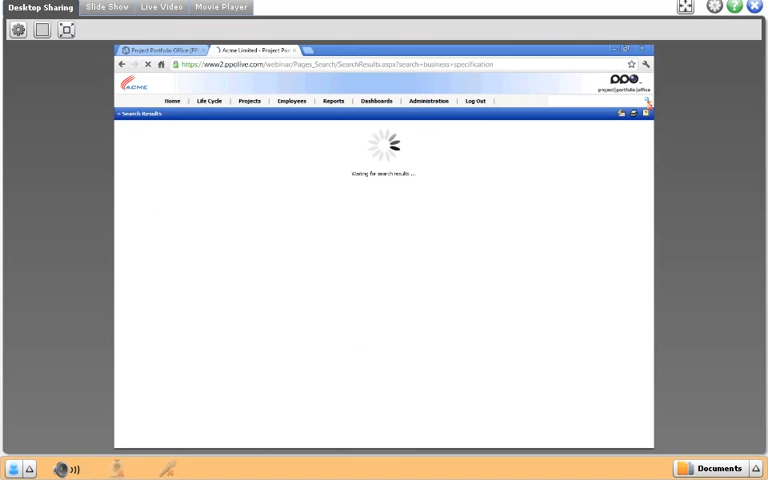 Desktop Sharing
Slide Show
Live Video
Movie Player
Project Portfolio Office (PP
Acme Limited - Project Por
https://www2.ppolive.com/webinar/Pages_Search/SearchResults.aspx?search=business+specification
ACME
ppo
project|portfolio|office
Home | Life Cycle | Projects | Employees | Reports | Dashboards | Administration | Log Out |
» Search Results
Waiting for search results ...
Documents